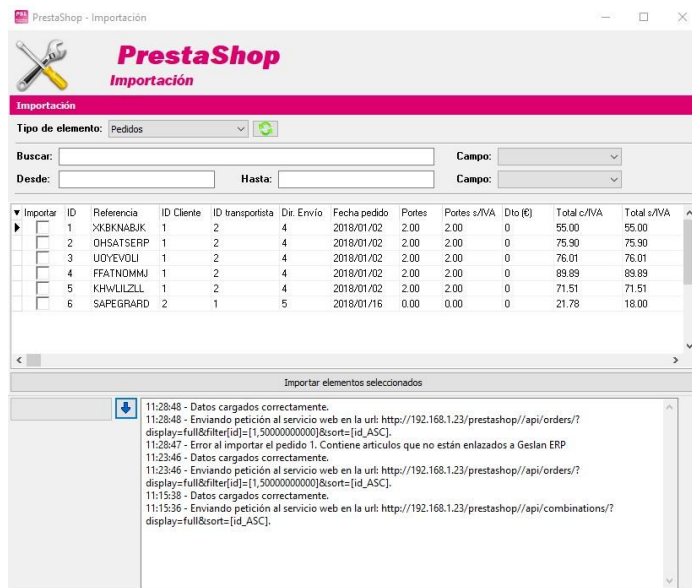 PrestaShop - Importación
PrestaShop
Importación
Importación
Tipo de elemento: Pedidos
Buscar: Campo:
Desde: Hasta: Campo:
Importar ID Referencia ID Cliente ID transportista Dir. Envío Fecha pedido Portes Portes s/IVA Dto (€) Total c/IVA Total s/IVA
1 XKBKNABJK 1 2 4 2018/01/02 2.00 2.00 0 55.00 55.00
2 OHSATSERP 1 2 4 2018/01/02 2.00 2.00 0 75.90 75.90
3 UOYEVOLI 1 2 4 2018/01/02 2.00 2.00 0 76.01 76.01
4 FFATNOMMJ 1 2 4 2018/01/02 2.00 2.00 0 89.89 89.89
5 KHWLILZLL 1 2 4 2018/01/02 2.00 2.00 0 71.51 71.51
6 SAPEGRARD 2 1 5 2018/01/16 0.00 0.00 0 21.78 18.00
Importar elementos seleccionados
11:28:48 - Datos cargados correctamente.
11:28:48 - Enviando petición al servicio web en la url: http://192.168.1.23/prestashop//api/orders/?
display=full&filter[id]=[1,50000000000]&sort=[id_ASC].
11:28:47 - Error al importar el pedido 1. Contiene articulos que no están enlazados a Geslan ERP
11:23:46 - Datos cargados correctamente.
11:23:46 - Enviando petición al servicio web en la url: http://192.168.1.23/prestashop//api/orders/?
display=full&filter[id]=[1,50000000000]&sort=[id_ASC].
11:15:38 - Datos cargados correctamente.
11:15:36 - Enviando petición al servicio web en la url: http://192.168.1.23/prestashop//api/combinations/?
display=full&sort=[id_ASC].